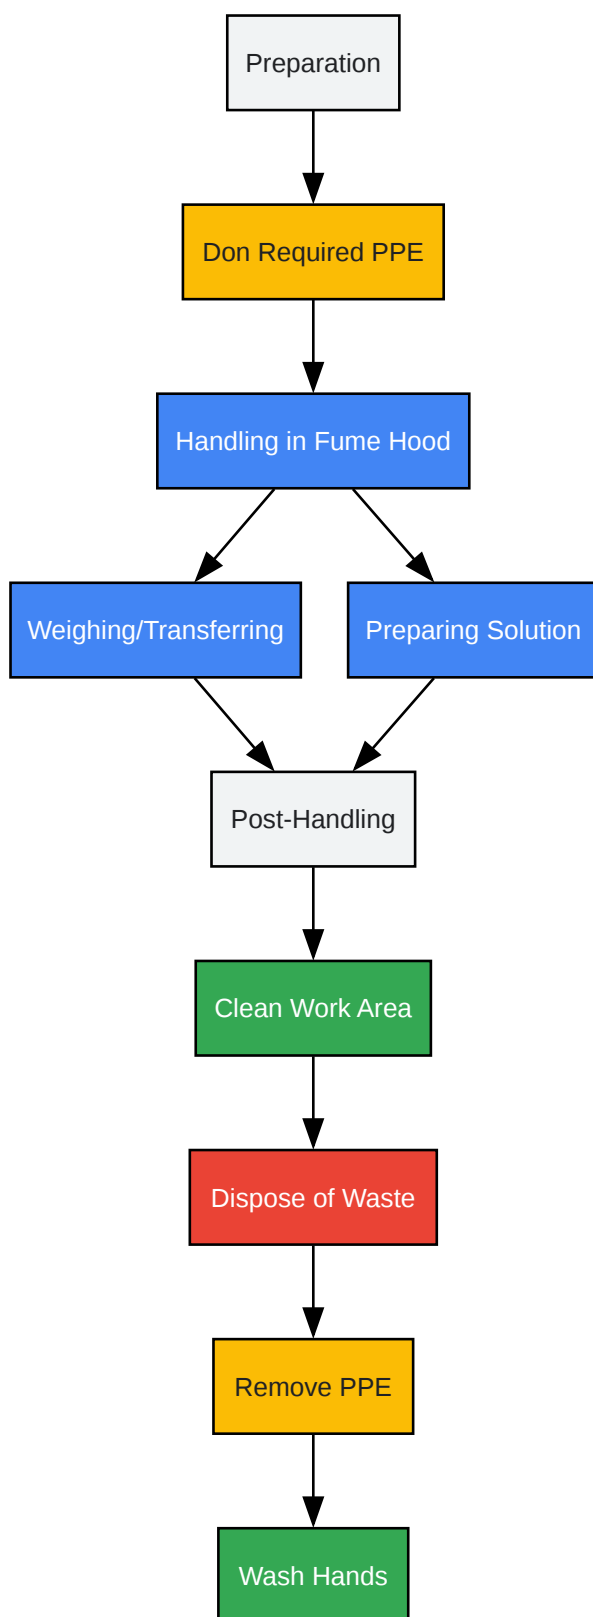 Preparation
Don Required PPE
Handling in Fume Hood
Weighing/Transferring
Preparing Solution
Post-Handling
Clean Work Area
Dispose of Waste
Remove PPE
Wash Hands